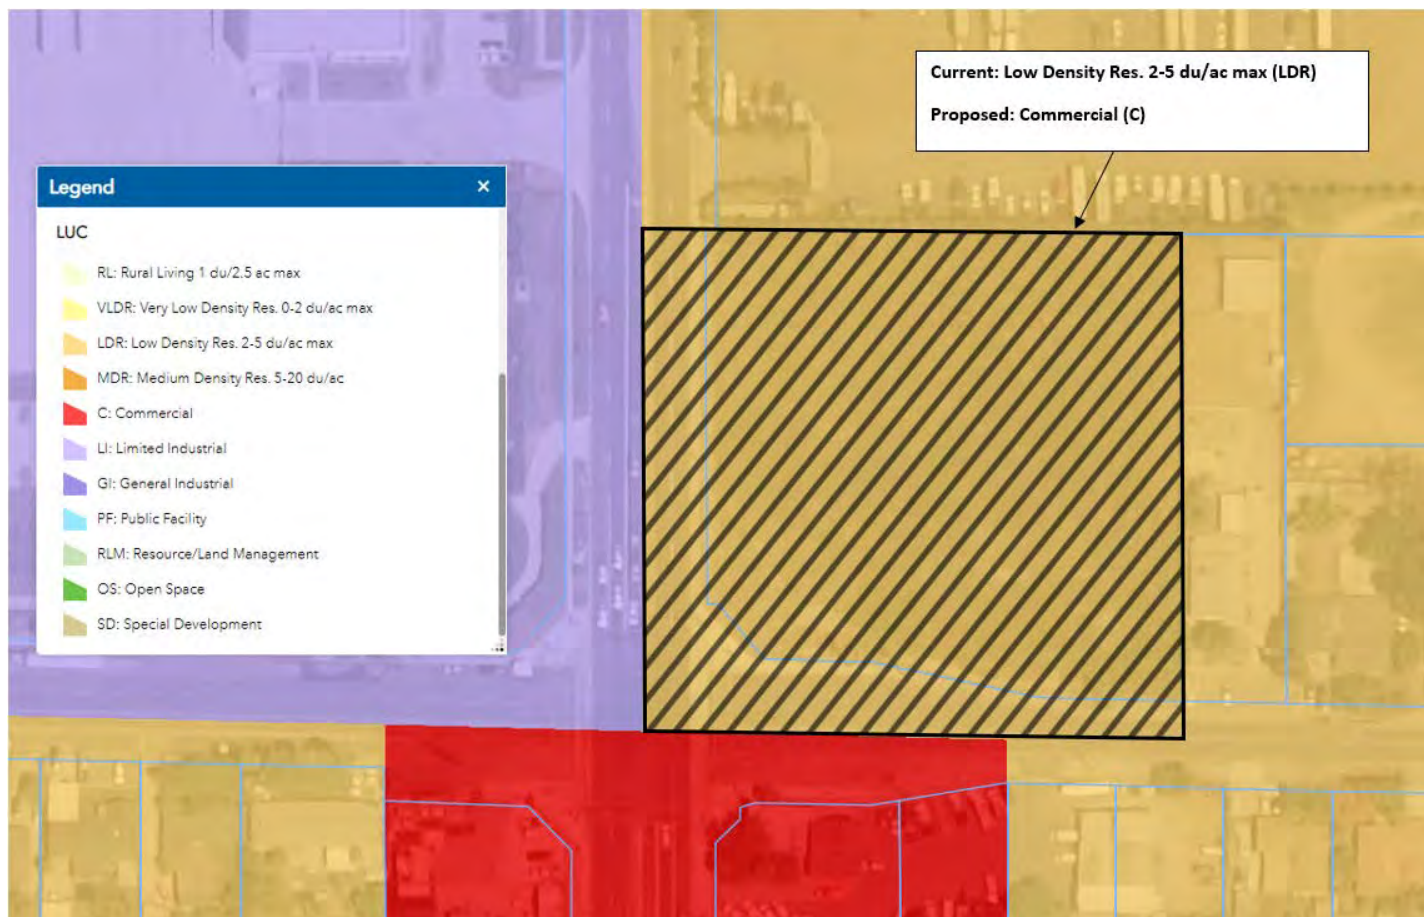 Current: Low Density Res. 2-5 du/ac max (LDR)
Proposed: Commercial (C)
Legend
LUC
RL: Rural Living 1 du/2.5 ac max
VLDR: Very Low Density Res. 0-2 du/ac max
LDR: Low Density Res. 2-5 du/ac max
MDR: Medium Density Res. 5-20 du/ac
C: Commercial
LI: Limited Industrial
GI: General Industrial
PF: Public Facility
RLM: Resource/Land Management
OS: Open Space
SD: Special Development